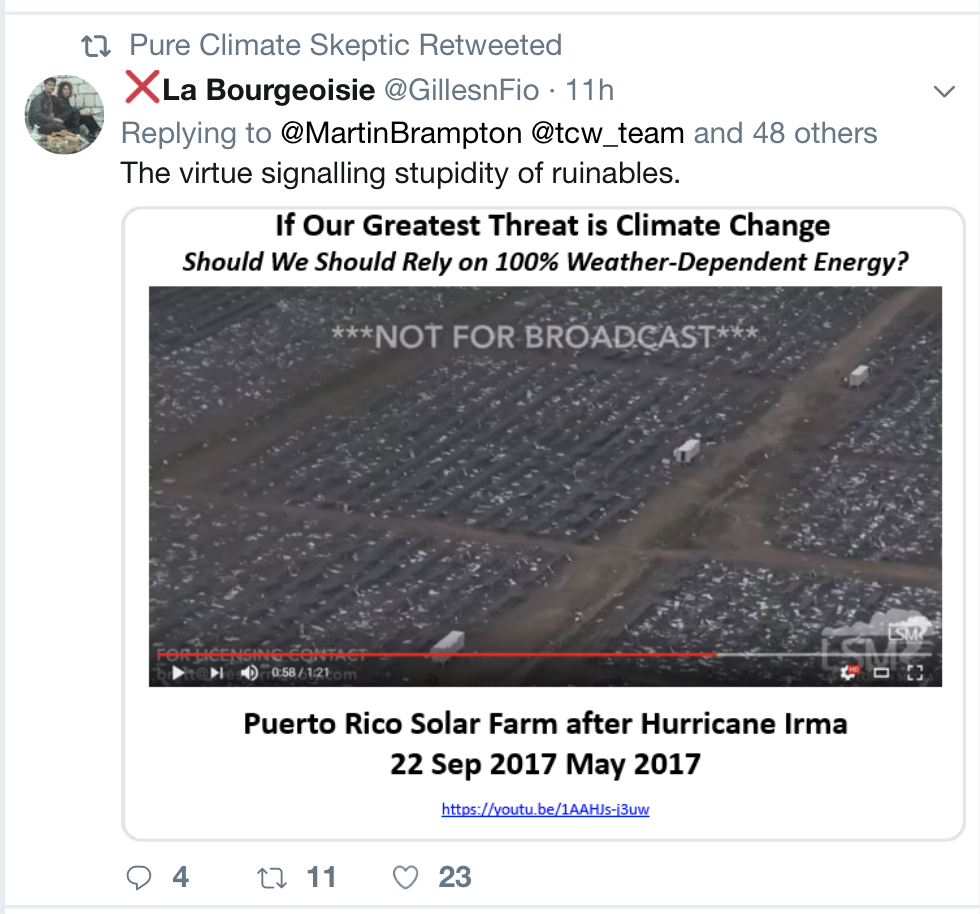 Pure Climate Skeptic Retweeted
❌La Bourgeoisie @GillesnFio · 11h
Replying to @MartinBrampton @tcw_team and 48 others
The virtue signalling stupidity of ruinables.
If Our Greatest Threat is Climate Change
Should We Should Rely on 100% Weather-Dependent Energy?
***NOT FOR BROADCAST***
LSM
LSM
FOR LICENSING CONTACT
0:58 / 1:21
HD
Puerto Rico Solar Farm after Hurricane Irma
22 Sep 2017 May 2017
https://youtu.be/1AAHJs-j3uw
4 11 23